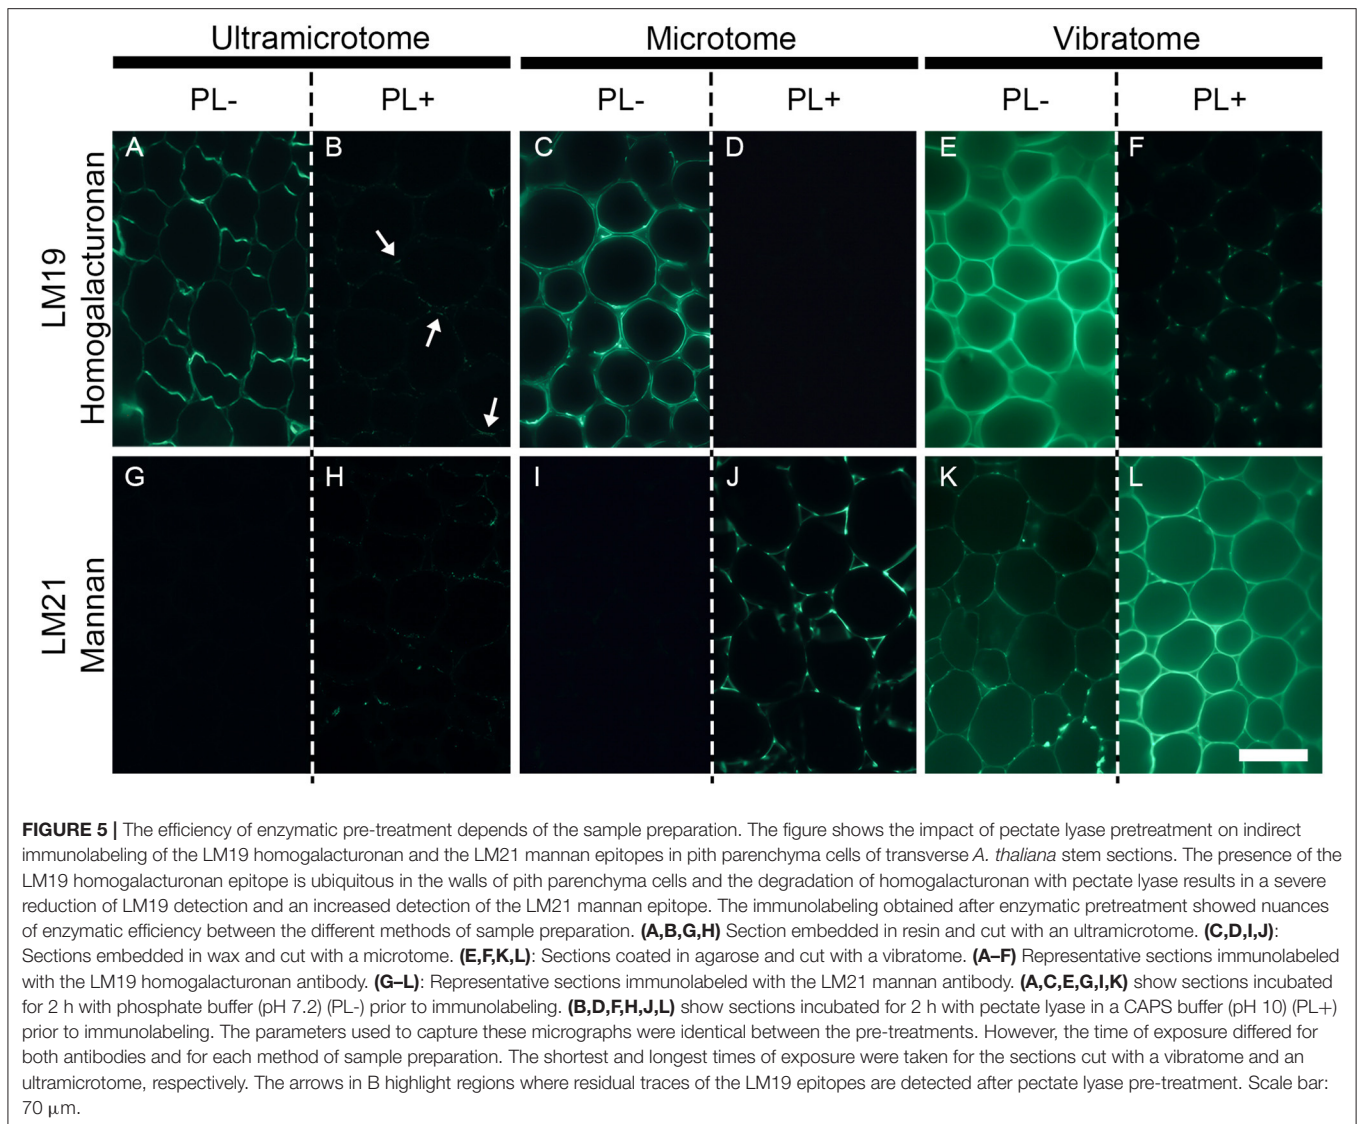 Ultramicrotome Microtome Vibratome
PL- PL+ PL- PL+ PL- PL+
LM19
Homogalacturonan
A B C D E F
LM21
Mannan
G H I J K L
FIGURE 5 | The efficiency of enzymatic pre-treatment depends of the sample preparation. The figure shows the impact of pectate lyase pretreatment on indirect
immunolabeling of the LM19 homogalacturonan and the LM21 mannan epitopes in pith parenchyma cells of transverse A. thaliana stem sections. The presence of the
LM19 homogalacturonan epitope is ubiquitous in the walls of pith parenchyma cells and the degradation of homogalacturonan with pectate lyase results in a severe
reduction of LM19 detection and an increased detection of the LM21 mannan epitope. The immunolabeling obtained after enzymatic pretreatment showed nuances
of enzymatic efficiency between the different methods of sample preparation. (A,B,G,H) Section embedded in resin and cut with an ultramicrotome. (C,D,I,J):
Sections embedded in wax and cut with a microtome. (E,F,K,L): Sections coated in agarose and cut with a vibratome. (A–F) Representative sections immunolabeled
with the LM19 homogalacturonan antibody. (G–L): Representative sections immunolabeled with the LM21 mannan antibody. (A,C,E,G,I,K) show sections incubated
for 2 h with phosphate buffer (pH 7.2) (PL-) prior to immunolabeling. (B,D,F,H,J,L) show sections incubated for 2 h with pectate lyase in a CAPS buffer (pH 10) (PL+)
prior to immunolabeling. The parameters used to capture these micrographs were identical between the pre-treatments. However, the time of exposure differed for
both antibodies and for each method of sample preparation. The shortest and longest times of exposure were taken for the sections cut with a vibratome and an
ultramicrotome, respectively. The arrows in B highlight regions where residual traces of the LM19 epitopes are detected after pectate lyase pre-treatment. Scale bar:
70 μm.